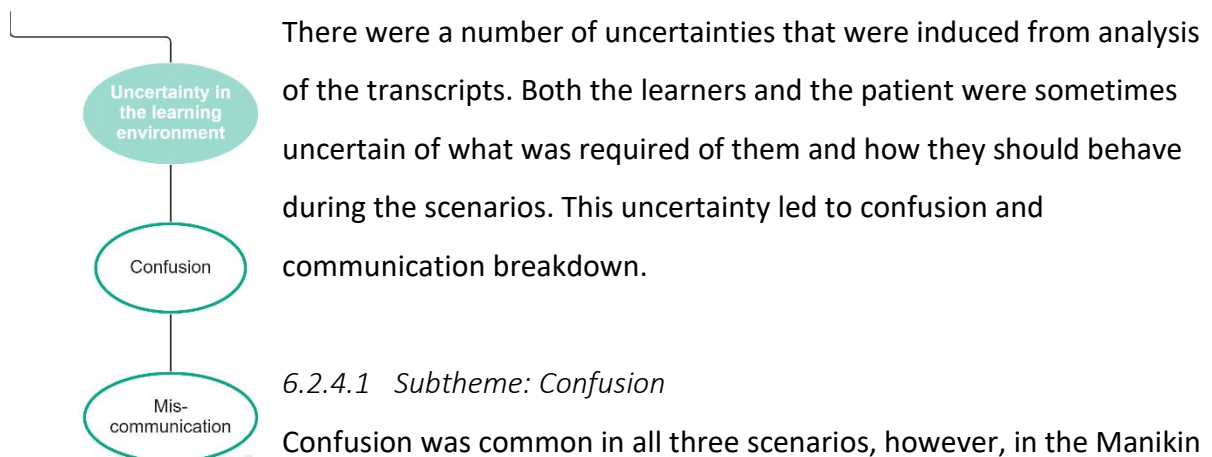 Uncertainty in
the learning
environment
Confusion
Mis-
communication
There were a number of uncertainties that were induced from analysis
of the transcripts. Both the learners and the patient were sometimes
uncertain of what was required of them and how they should behave
during the scenarios. This uncertainty led to confusion and
communication breakdown.
6.2.4.1 Subtheme: Confusion
Confusion was common in all three scenarios, however, in the Manikin